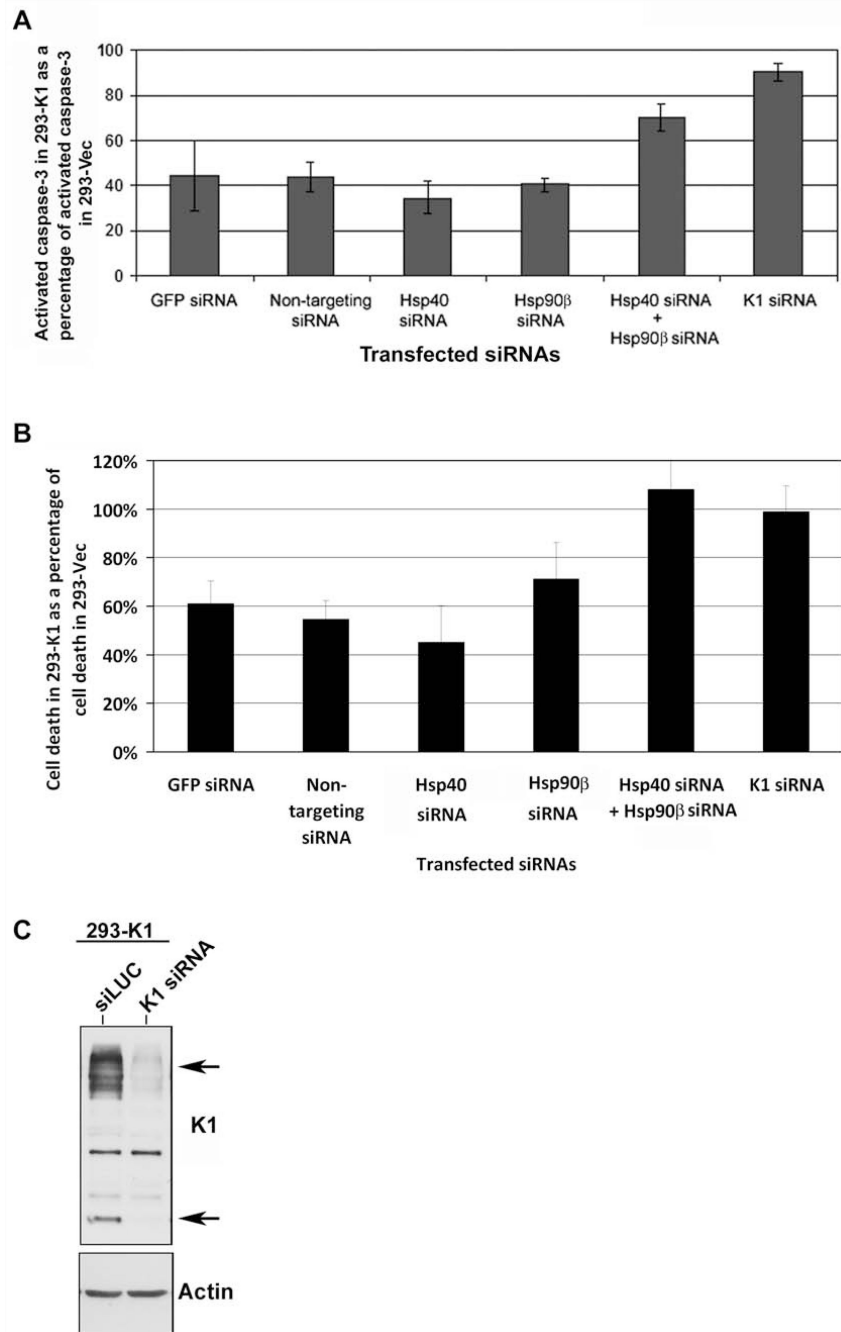 A
Activated caspase-3 in 293-K1 as a
percentage of activated caspase-3
in 293-Vec
100
80
60
40
20
0
GFP siRNA
Non-targeting
siRNA
Hsp40
siRNA
Hsp90β
siRNA
Hsp40 siRNA
+
Hsp90β siRNA
K1 siRNA
Transfected siRNAs
B
Cell death in 293-K1 as a percentage of
cell death in 293-Vec
120%
100%
80%
60%
40%
20%
0%
GFP siRNA
Non-
targeting
siRNA
Hsp40
siRNA
Hsp90β
siRNA
Hsp40 siRNA
+ Hsp90β siRNA
K1 siRNA
Transfected siRNAs
C
293-K1
siLUC
K1 siRNA
K1
Actin